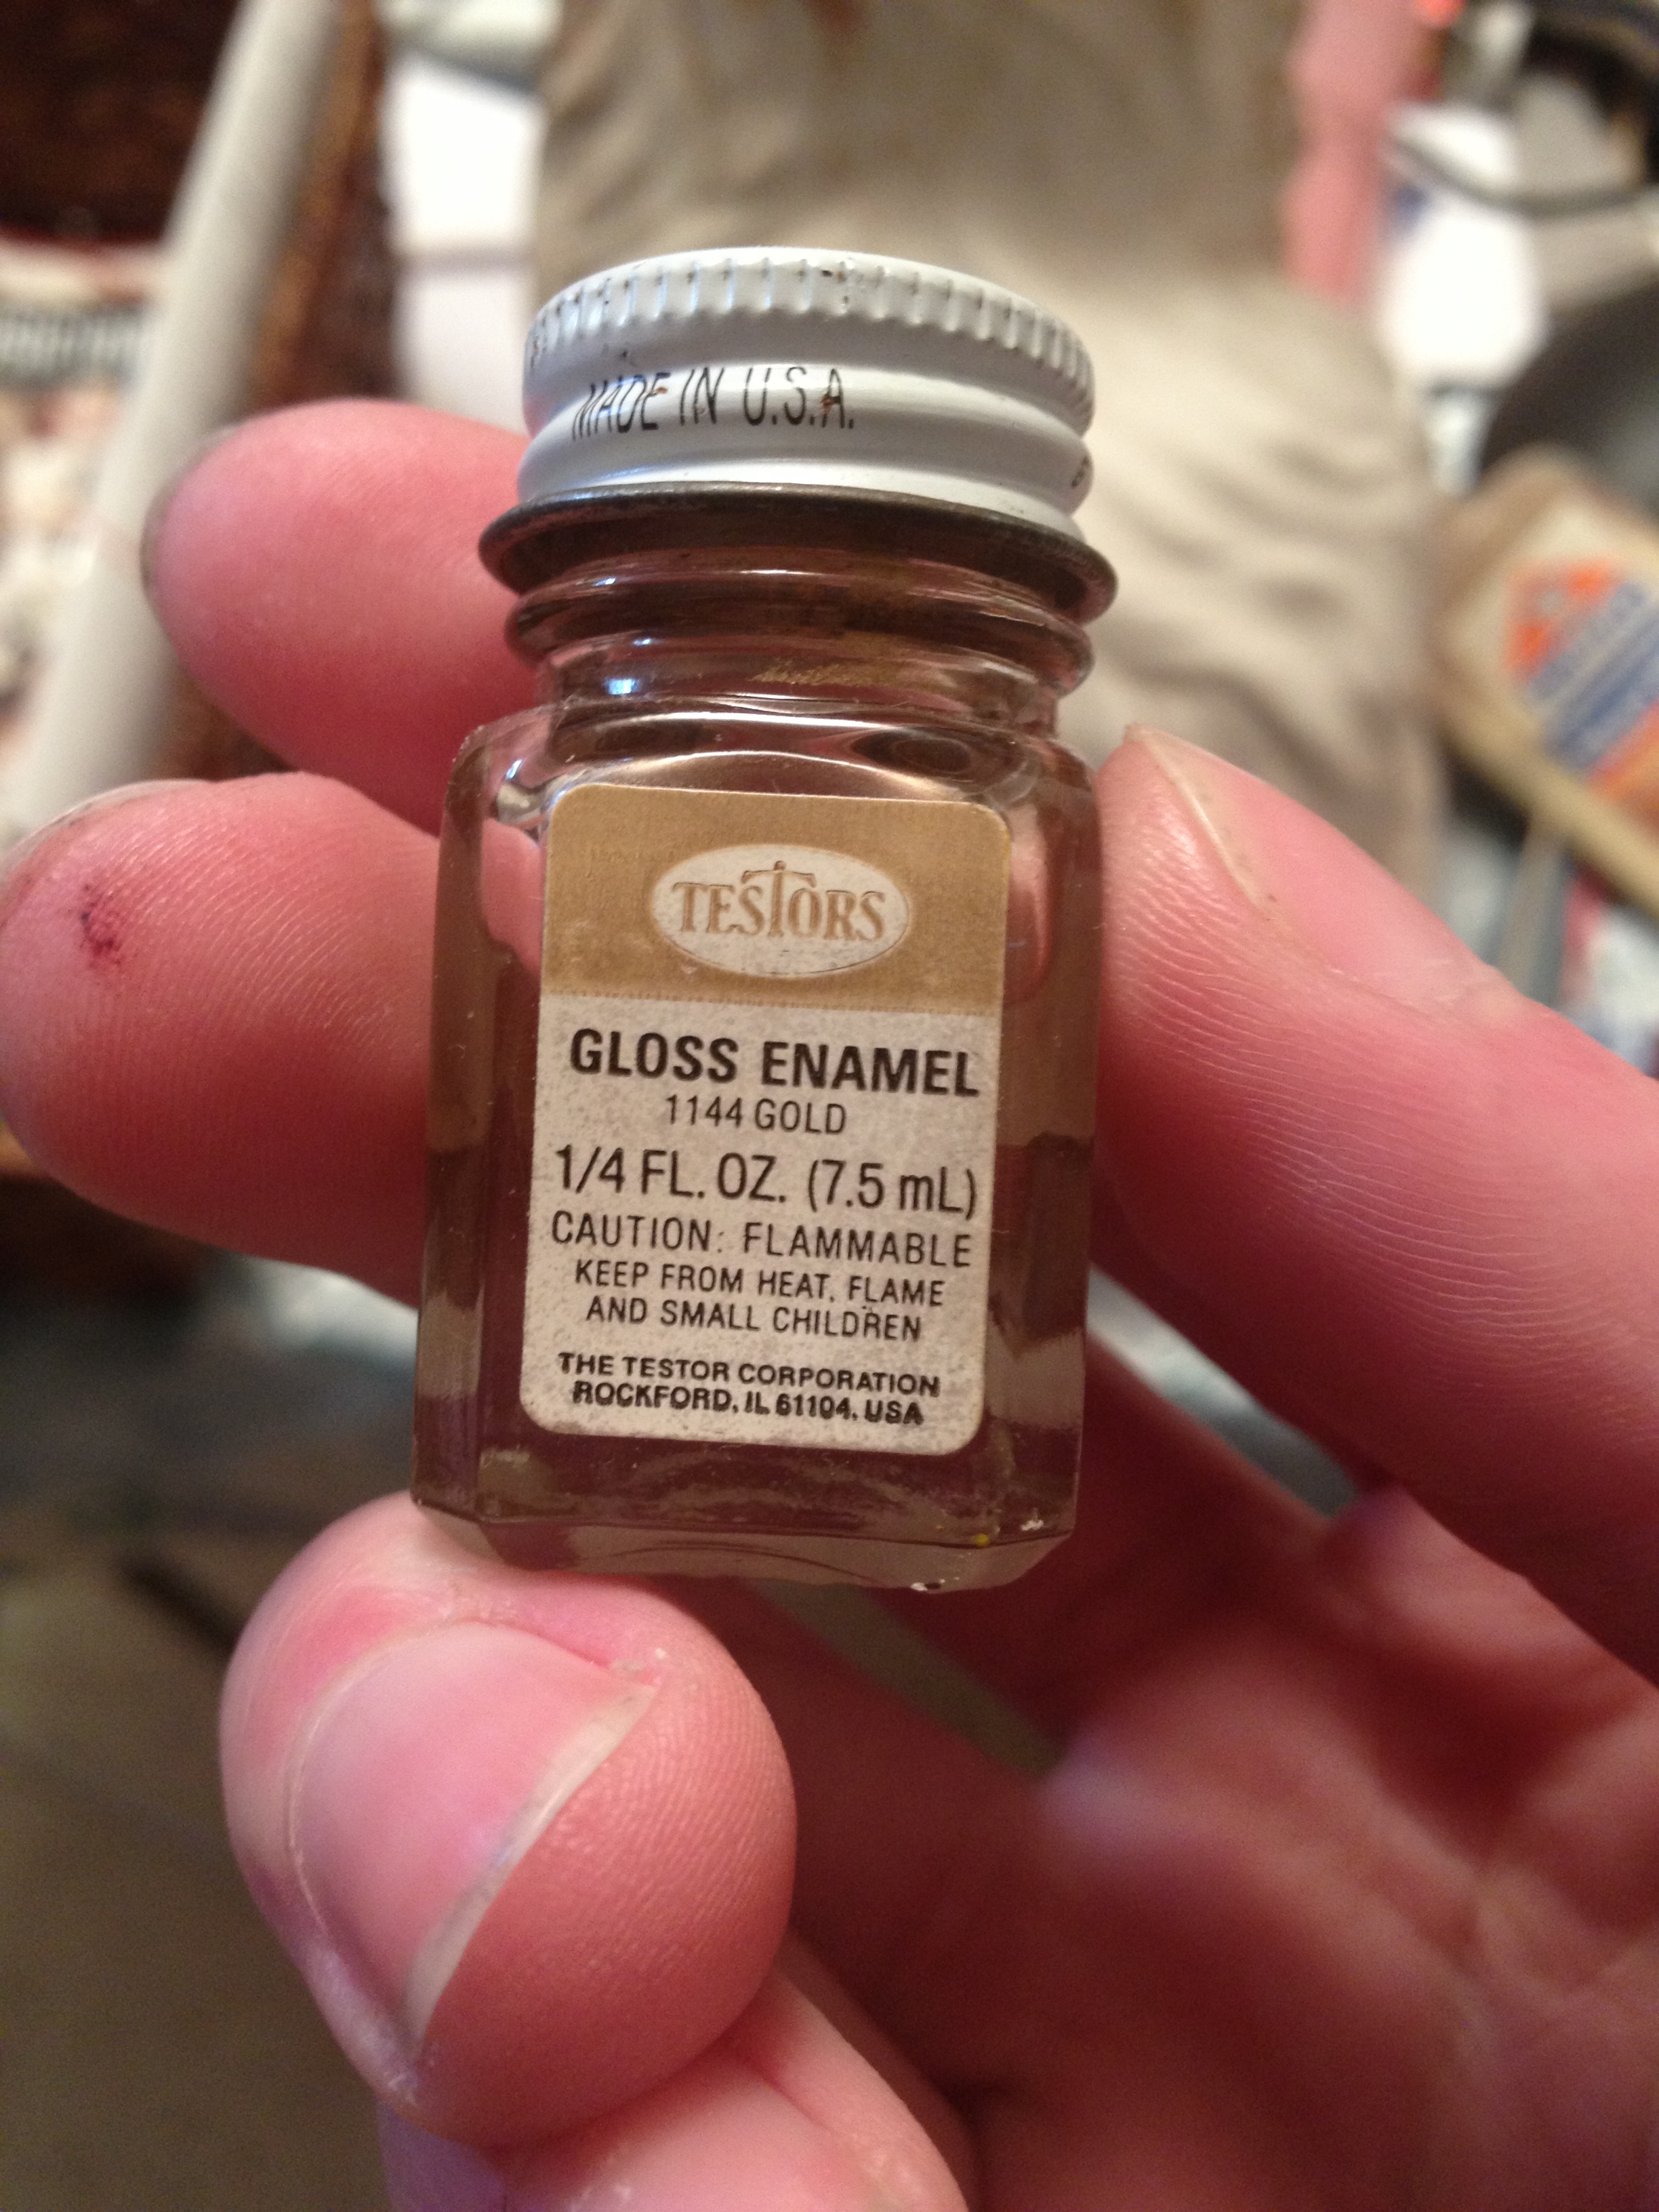 MADE IN U.S.A.
TESTORS
GLOSS ENAMEL
1144 GOLD
1/4 FL. OZ. (7.5 mL)
CAUTION: FLAMMABLE
KEEP FROM HEAT, FLAME
AND SMALL CHILDREN
THE TESTOR CORPORATION
ROCKFORD, IL 61104, USA